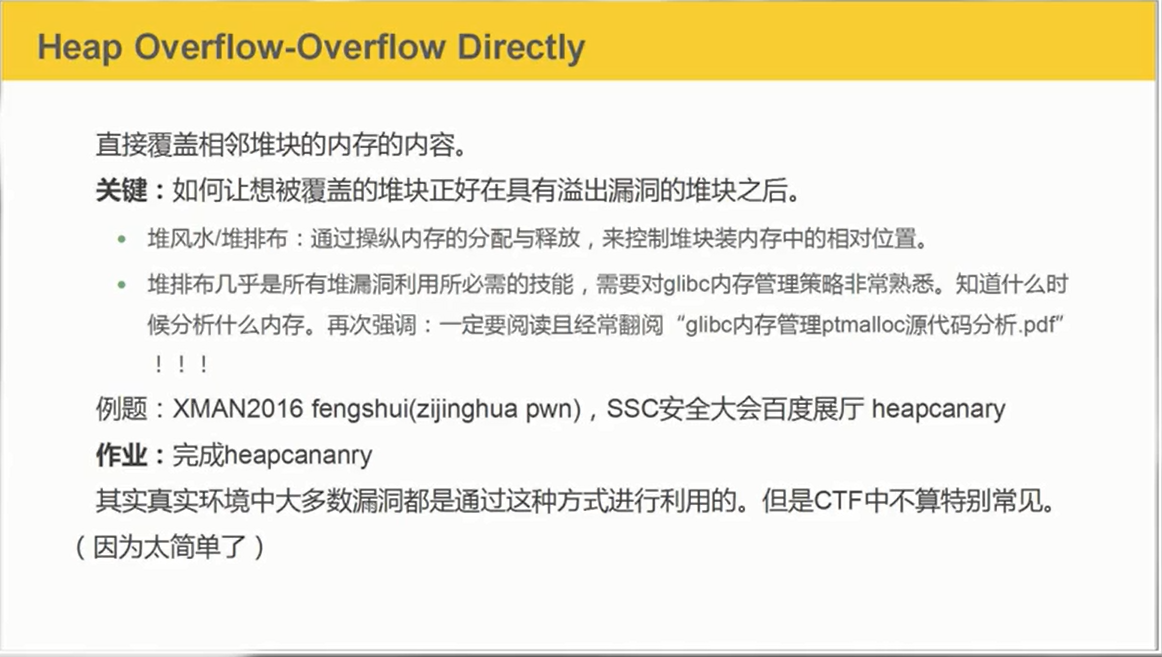 Heap Overflow-Overflow Directly
直接覆盖相邻堆块的内存的内容。
关键：如何让想被覆盖的堆块正好在具有溢出漏洞的堆块之后。
• 堆风水/堆排布：通过操纵内存的分配与释放，来控制堆块装内存中的相对位置。
• 堆排布几乎是所有堆漏洞利用所必需的技能，需要对glibc内存管理策略非常熟悉。知道什么时
候分析什么内存。再次强调：一定要阅读且经常翻阅“glibc内存管理ptmalloc源代码分析.pdf”
！！！
例题：XMAN2016 fengshui(zijinghua pwn)，SSC安全大会百度展厅 heapcanary
作业：完成heapcananry
其实真实环境中大多数漏洞都是通过这种方式进行利用的。但是CTF中不算特别常见。
（因为太简单了）